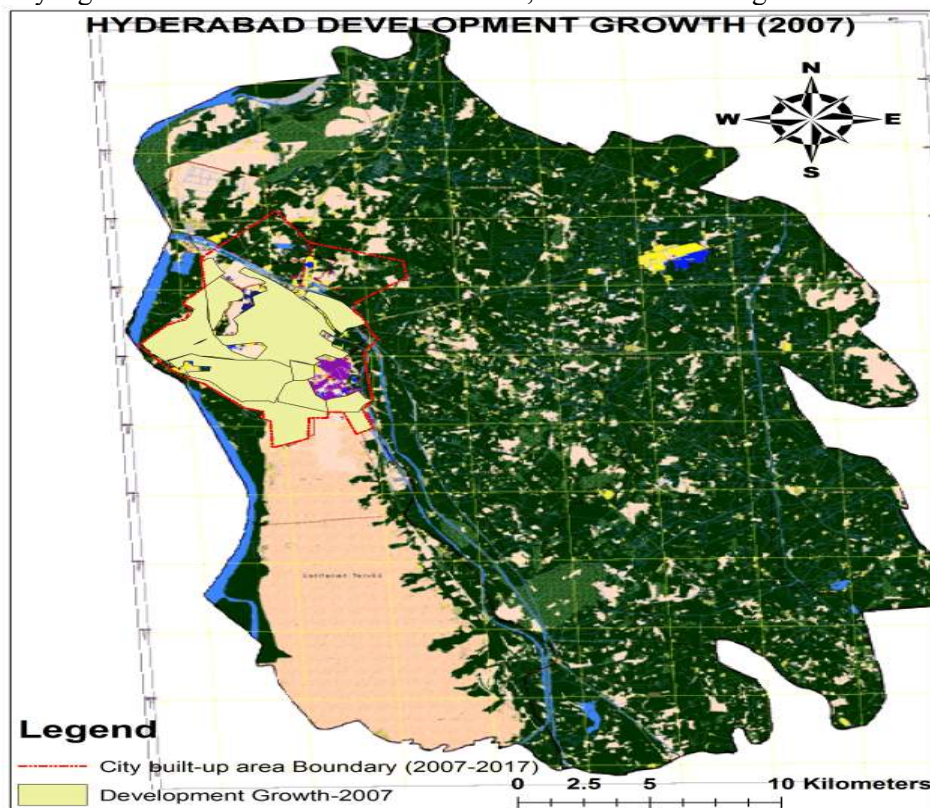 HYDERABAD DEVELOPMENT GROWTH (2007)
N
W E
S
Legend
City built-up area Boundary (2007-2017)
Development Growth-2007
0 2.5 5 10 Kilometers